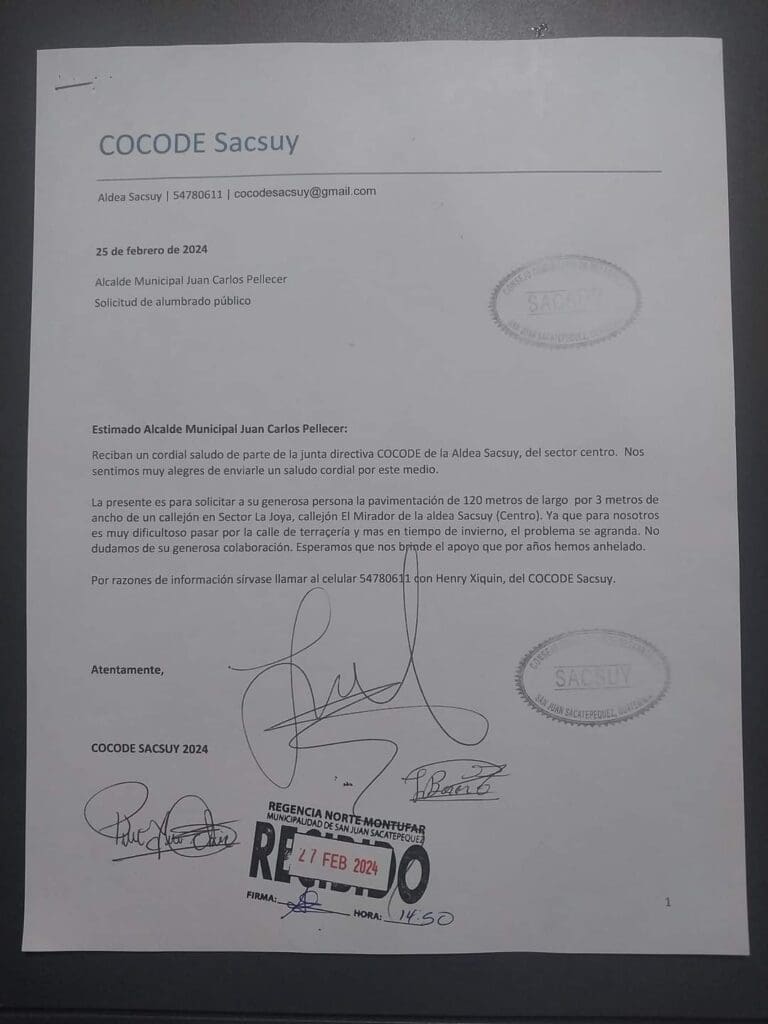 COCODE Sacsuy
Aldea Sacsuy | 54780611 | cocodesacsuy@gmail.com
25 de febrero de 2024
Alcalde Municipal Juan Carlos Pellecer
Solicitud de alumbrado público
SACSUY
SAN JUAN SACATEPEQUEZ,
Estimado Alcalde Municipal Juan Carlos Pellecer:
Reciban un cordial saludo de parte de la junta directiva COCODE de la Aldea Sacsuy, del sector centro. Nos
sentimos muy alegres de enviarle un saludo cordial por este medio.
La presente es para solicitar a su generosa persona la pavimentación de 120 metros de largo por 3 metros de
ancho de un callejón en Sector La Joya, callejón El Mirador de la aldea Sacsuy (Centro). Ya que para nosotros
es muy dificultoso pasar por la calle de terraçería y mas en tiempo de invierno, el problema se agranda. No
dudamos de su generosa colaboración. Esperamos que nos brinde el apoyo que por años hemos anhelado.
Por razones de información sírvase llamar al celular 54780611 con Henry Xiquin, del COCODE Sacsuy.
SACSUY
SAN JUAN SACATEPEQUEZ, GUATEMALA
Atentamente,
COCODE SACSUY 2024
REGENCIA NORTE MONTUFAR
MUNICIPALIDAD DE SAN JUAN SACATEPEQUEZ
RECIBIDO
27 FEB 2024
FIRMA: HORA: 14:50
1